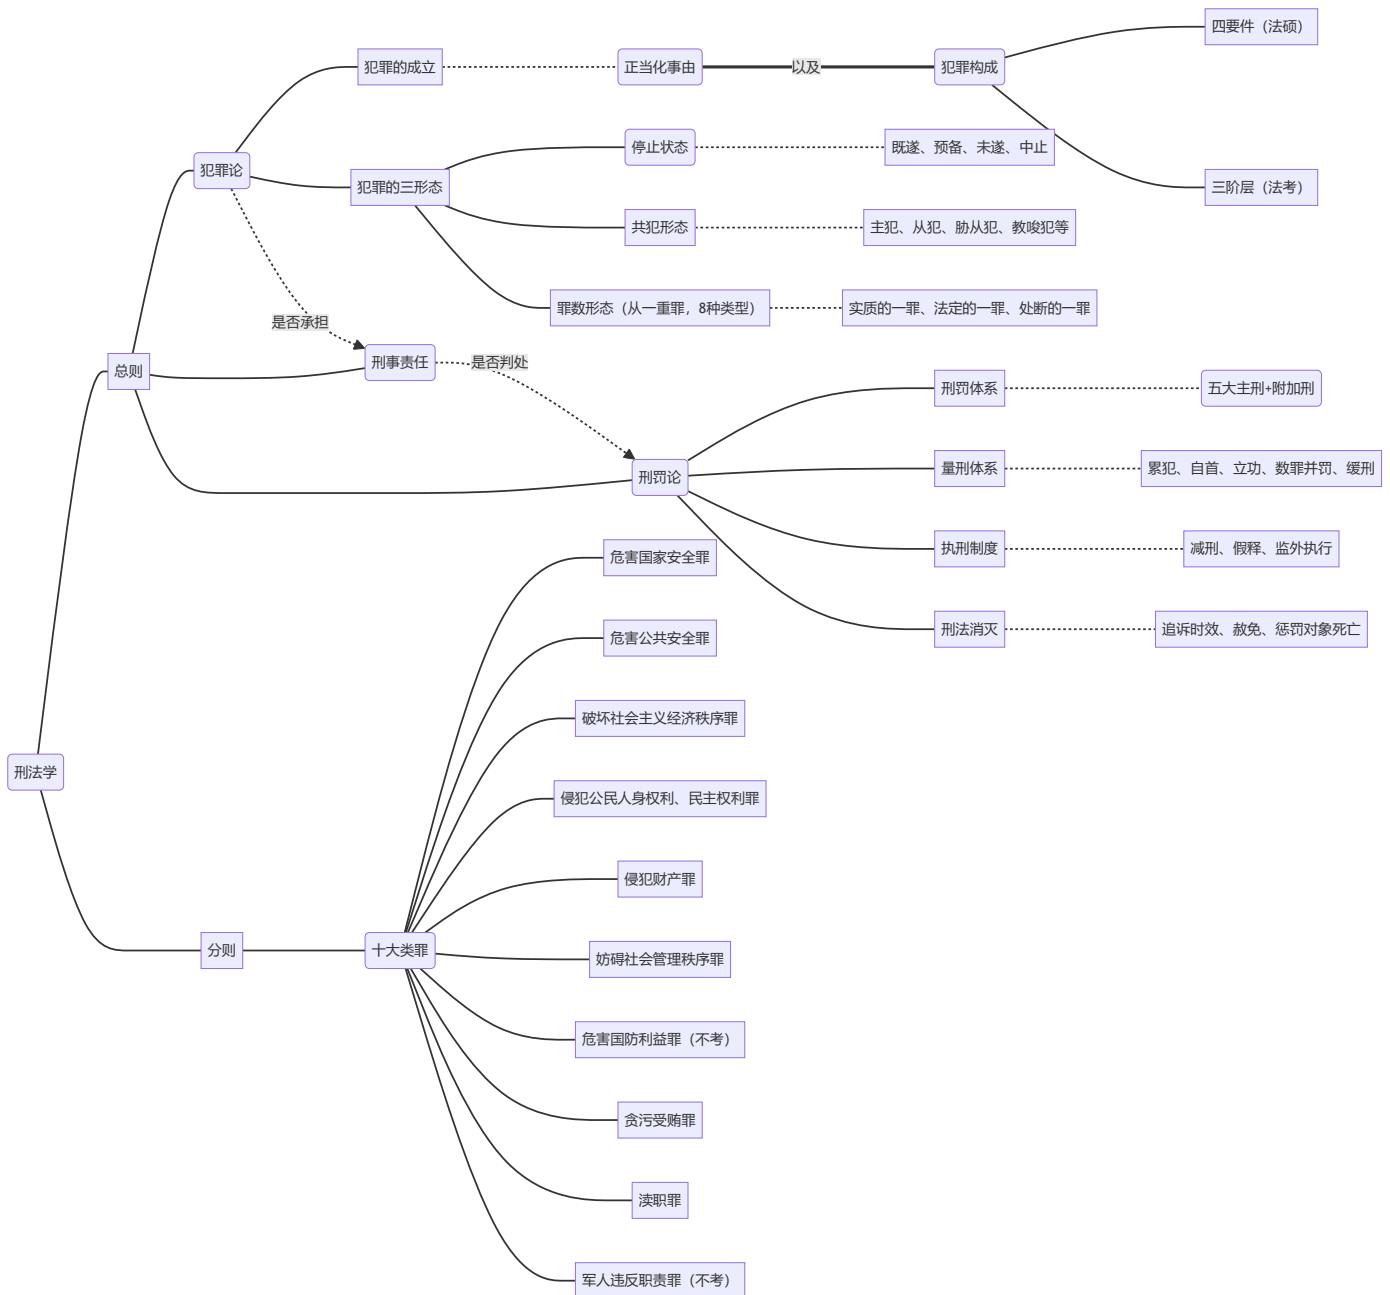 四要件（法硕）
犯罪的成立
正当化事由
以及
犯罪构成
停止状态
既遂、预备、未遂、中止
犯罪论
犯罪的三形态
三阶层（法考）
共犯形态
主犯、从犯、胁从犯、教唆犯等
罪数形态（从一重罪，8种类型）
实质的一罪、法定的一罪、处断的一罪
是否承担
总则
刑事责任
是否判处
刑罚体系
五大主刑+附加刑
刑罚论
量刑体系
累犯、自首、立功、数罪并罚、缓刑
执刑制度
减刑、假释、监外执行
危害国家安全罪
刑法消灭
追诉时效、赦免、惩罚对象死亡
危害公共安全罪
破坏社会主义经济秩序罪
刑法学
侵犯公民人身权利、民主权利罪
侵犯财产罪
分则
十大类罪
妨碍社会管理秩序罪
危害国防利益罪（不考）
贪污受贿罪
渎职罪
军人违反职责罪（不考）